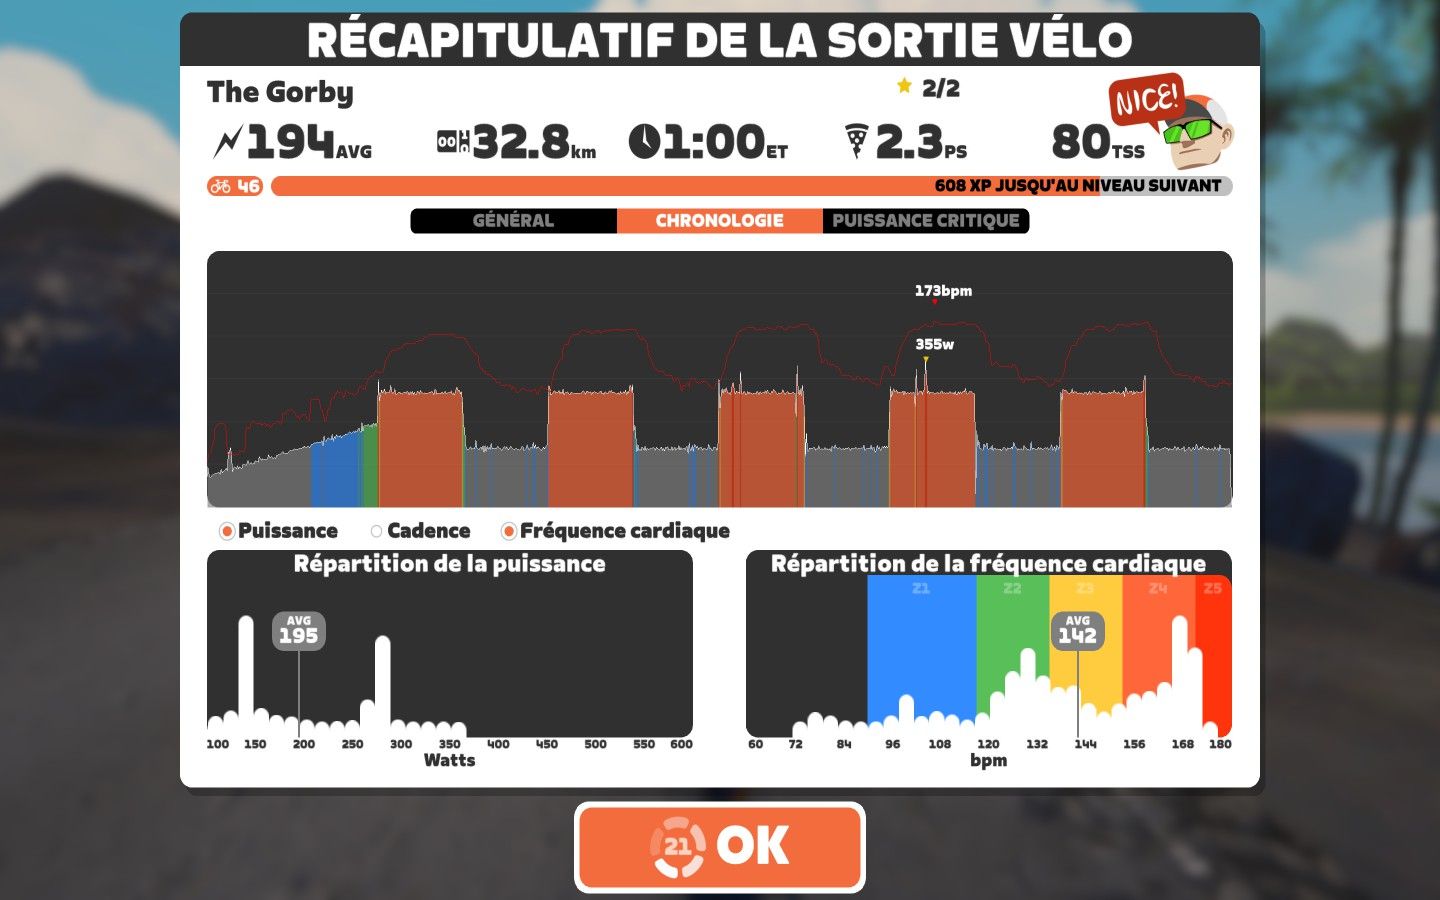 RÉCAPITULATIF DE LA SORTIE VÉLO
The Gorby
2/2
NICE!
194AVG
32.8km
1:00ET
2.3PS
80TSS
46
608 XP JUSQU'AU NIVEAU SUIVANT
GÉNÉRAL
CHRONOLOGIE
PUISSANCE CRITIQUE
173bpm
355w
Puissance
Cadence
Fréquence cardiaque
Répartition de la puissance
AVG
195
100 150 200 250 300 350 400 450 500 550 600
Watts
Répartition de la fréquence cardiaque
Z1 Z2 Z3 Z4 Z5
AVG
142
60 72 84 96 108 120 132 144 156 168 180
bpm
21
OK